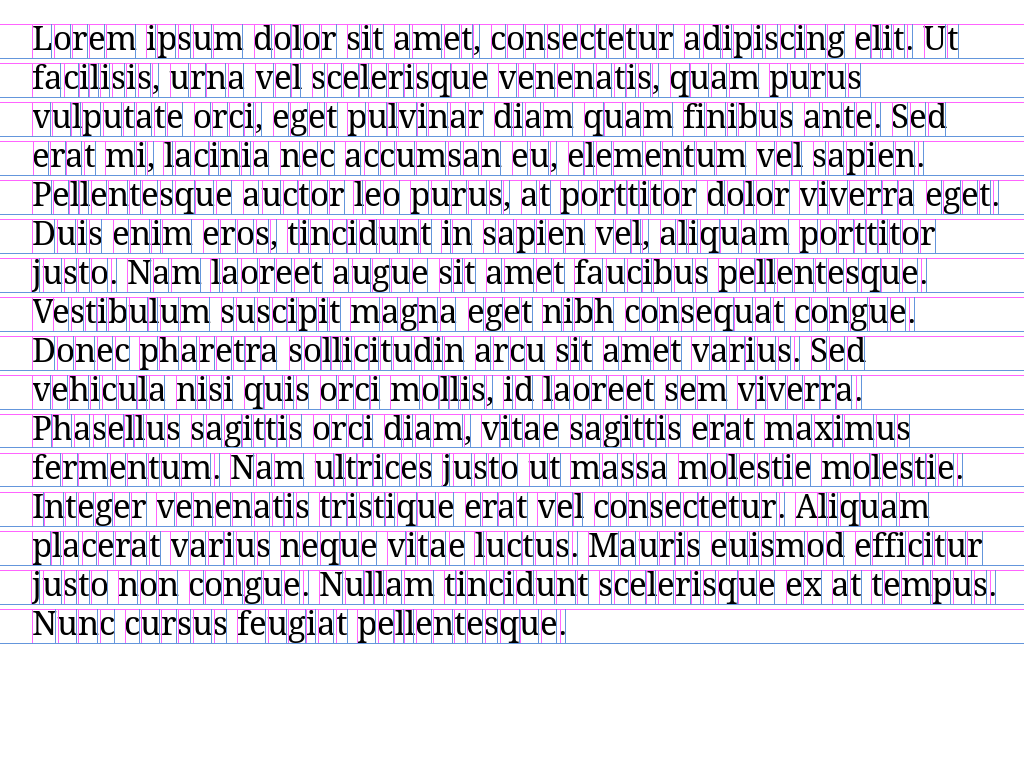 Lorem ipsum dolor sit amet, consectetur adipiscing elit. Ut
facilisis, urna vel scelerisque venenatis, quam purus
vulputate orci, eget pulvinar diam quam finibus ante. Sed
erat mi, lacinia nec accumsan eu, elementum vel sapien.
Pellentesque auctor leo purus, at porttitor dolor viverra eget.
Duis enim eros, tincidunt in sapien vel, aliquam porttitor
justo. Nam laoreet augue sit amet faucibus pellentesque.
Vestibulum suscipit magna eget nibh consequat congue.
Donec pharetra sollicitudin arcu sit amet varius. Sed
vehicula nisi quis orci mollis, id laoreet sem viverra.
Phasellus sagittis orci diam, vitae sagittis erat maximus
fermentum. Nam ultrices justo ut massa molestie molestie.
Integer venenatis tristique erat vel consectetur. Aliquam
placerat varius neque vitae luctus. Mauris euismod efficitur
justo non congue. Nullam tincidunt scelerisque ex at tempus.
Nunc cursus feugiat pellentesque.